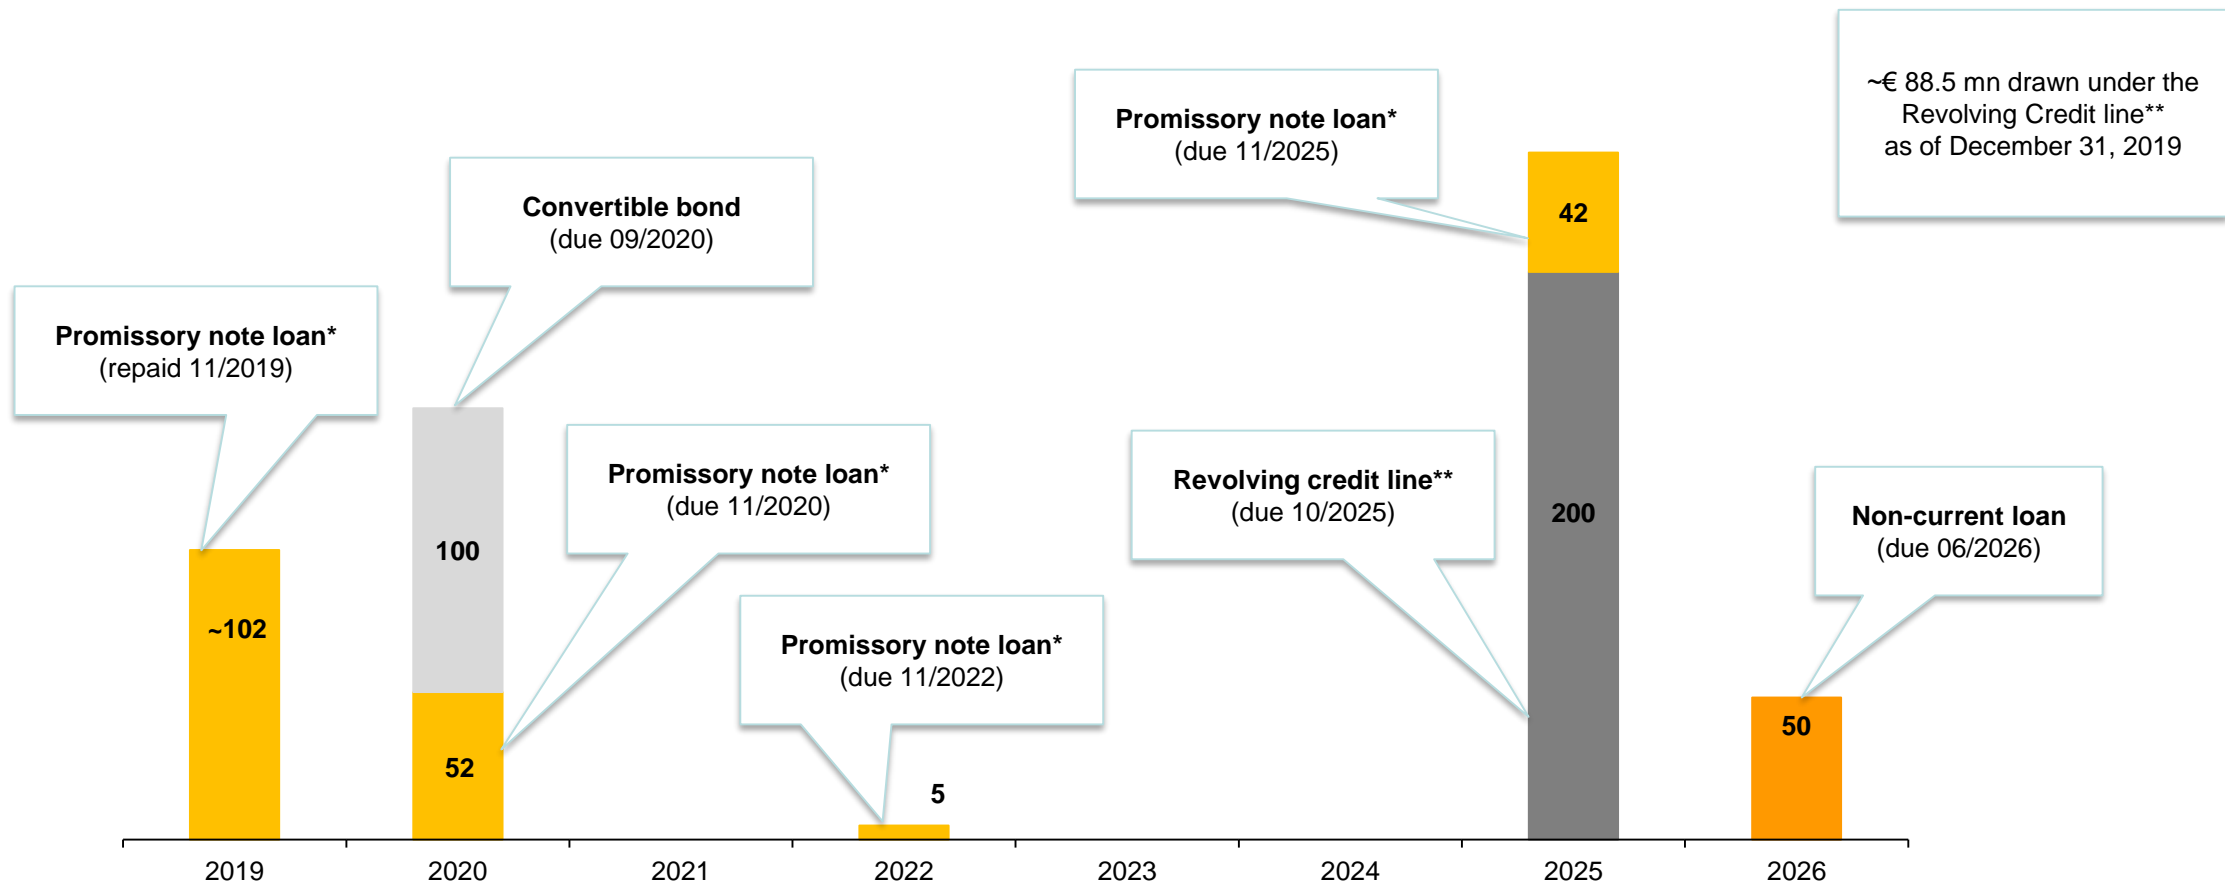 ~€ 88.5 mn drawn under the
Revolving Credit line**
as of December 31, 2019
Promissory note loan*
(due 11/2025)
Convertible bond
(due 09/2020)
42
Promissory note loan*
(repaid 11/2019)
Promissory note loan*
(due 11/2020)
Revolving credit line**
(due 10/2025)
200
Non-current loan
(due 06/2026)
100
~102
Promissory note loan*
(due 11/2022)
50
52
5
2019
2020
2021
2022
2023
2024
2025
2026